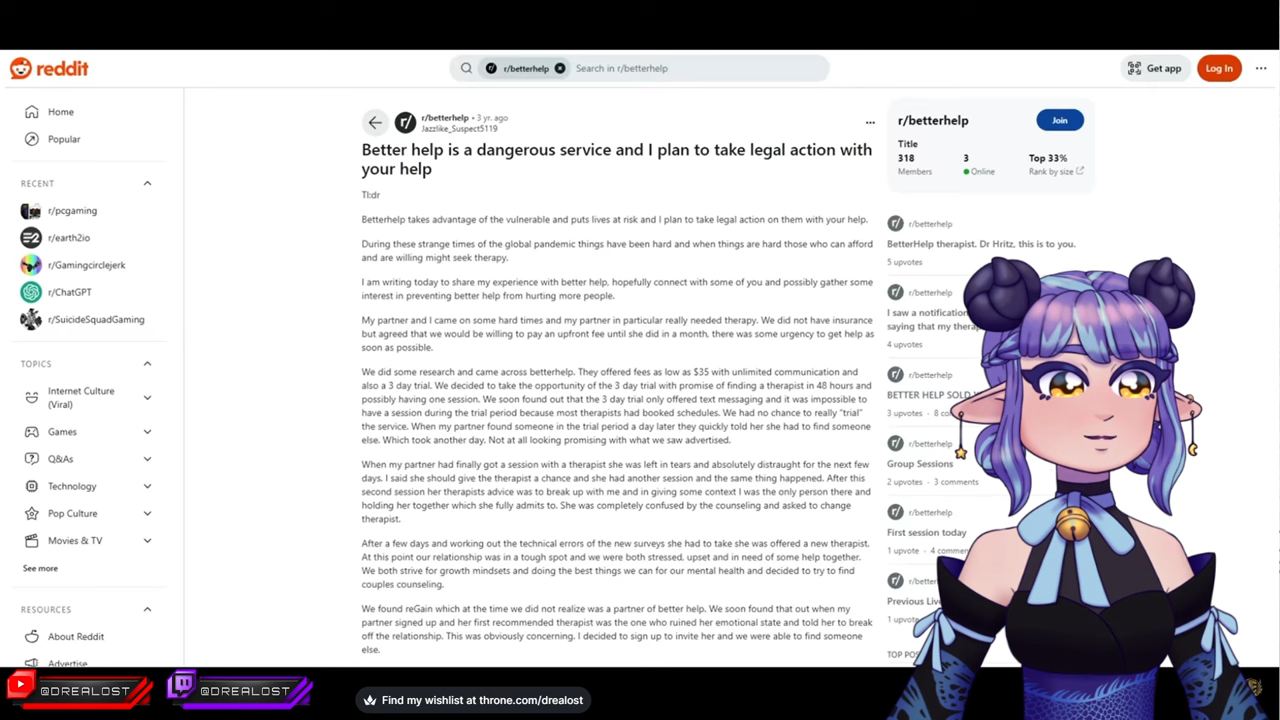 reddit
r/betterhelp
Search in r/betterhelp
Get app
Log In
Home
Popular
RECENT
r/pcgaming
r/earth2io
r/Gamingcirclejerk
r/ChatGPT
r/SuicideSquadGaming
TOPICS
Internet Culture
(Viral)
Games
Q&As
Technology
Pop Culture
Movies & TV
See more
RESOURCES
About Reddit
Advertise
r/betterhelp • 3 yr. ago
Jazzlike_Suspect5119
Better help is a dangerous service and I plan to take legal action with
your help
Tl:dr
Betterhelp takes advantage of the vulnerable and puts lives at risk and I plan to take legal action on them with your help.
During these strange times of the global pandemic things have been hard and when things are hard those who can afford
and are willing might seek therapy.
I am writing today to share my experience with better help, hopefully connect with some of you and possibly gather some
interest in preventing better help from hurting more people.
My partner and I came on some hard times and my partner in particular really needed therapy. We did not have insurance
but agreed that we would be willing to pay an upfront fee until she did in a month, there was some urgency to get help as
soon as possible.
We did some research and came across betterhelp. They offered fees as low as $35 with unlimited communication and
also a 3 day trial. We decided to take the opportunity of the 3 day trial with promise of finding a therapist in 48 hours and
possibly having one session. We soon found out that the 3 day trial only offered text messaging and it was impossible to
have a session during the trial period because most therapists had booked schedules. We had no chance to really "trial"
the service. When my partner found someone in the trial period a day later they quickly told her she had to find someone
else. Which took another day. Not at all looking promising with what we saw advertised.
When my partner had finally got a session with a therapist she was left in tears and absolutely distraught for the next few
days. I said she should give the therapist a chance and she had another session and the same thing happened. After this
second session her therapists advice was to break up with me and in giving some context I was the only person there and
holding her together which she fully admits to. She was completely confused by the counseling and asked to change
therapist.
After a few days and working out the technical errors of the new surveys she had to take she was offered a new therapist.
At this point our relationship was in a tough spot and we were both stressed, upset and in need of some help together.
We both strive for growth mindsets and doing the best things we can for our mental health and decided to try to find
couples counseling.
We found reGain which at the time we did not realize was a partner of better help. We soon found that out when my
partner signed up and her first recommended therapist was the one who ruined her emotional state and told her to break
off the relationship. This was obviously concerning. I decided to sign up to invite her and we were able to find someone
else.
r/betterhelp
Join
Title
318
Members
3
Online
Top 33%
Rank by size
r/betterhelp
BetterHelp therapist. Dr Hritz, this is to you.
5 upvotes
r/betterhelp
I saw a notification
saying that my
4 upvotes
r/betterhelp
BETTER HELP SOLD
3 upvotes • 8
r/betterhelp
Group Sessions
2 upvotes • 3 comments
r/betterhelp
First session today
1 upvote • 4
r/betterhelp
Previous
1 upvote
TOP
@DREALOST
@DREALOST
Find my wishlist at throne.com/drealost